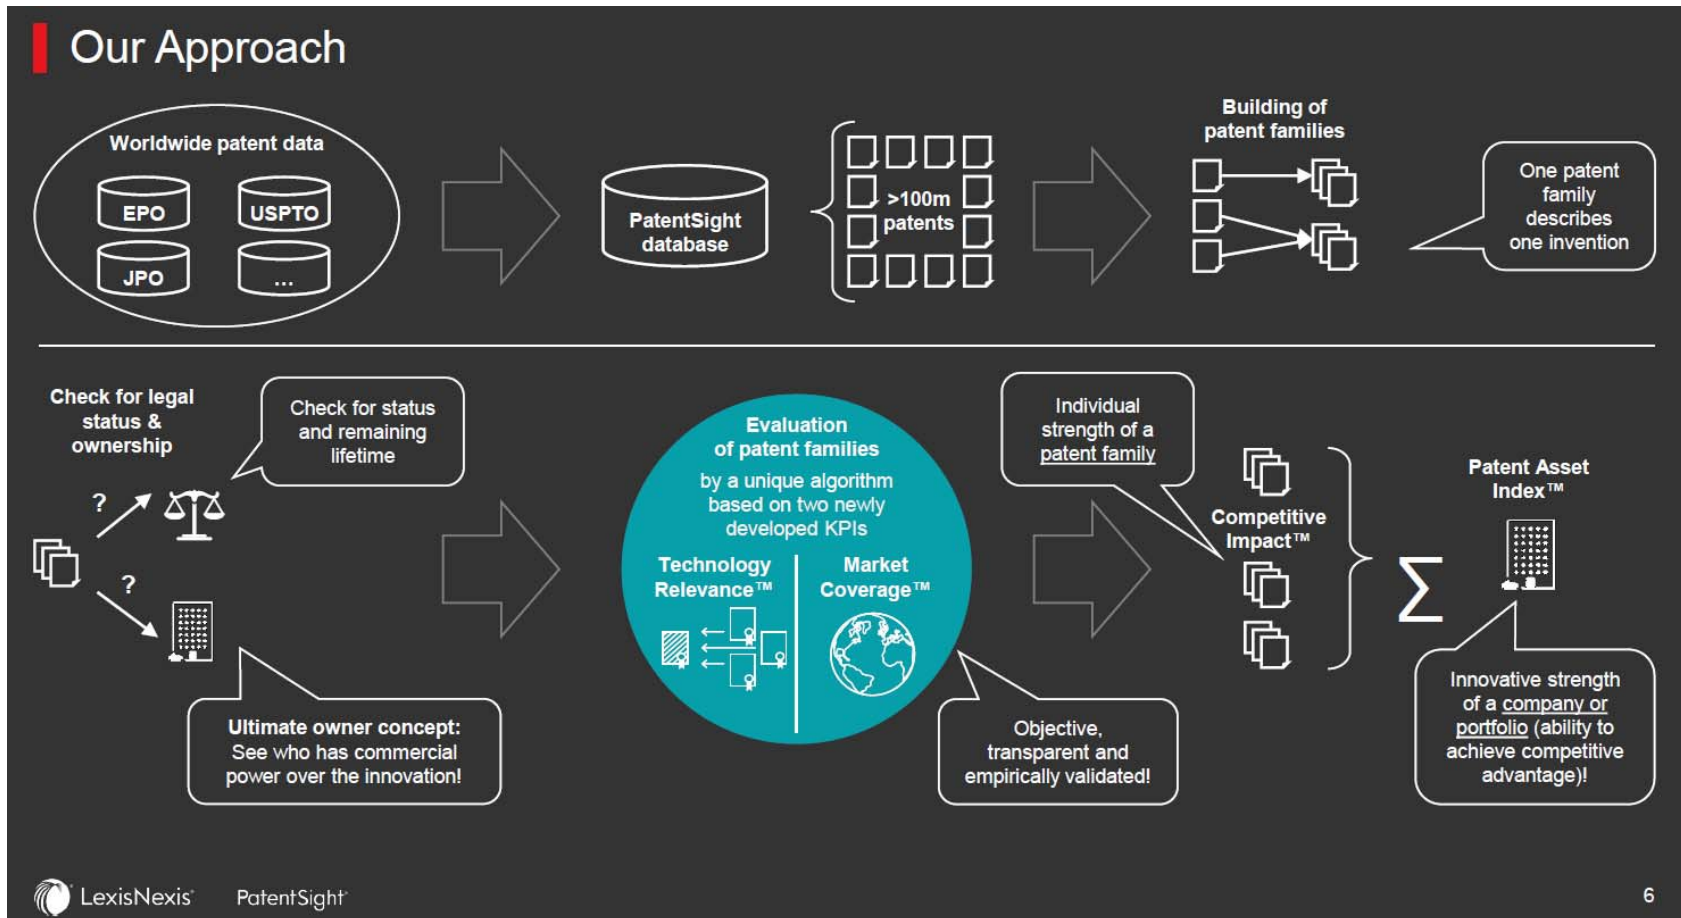 Our Approach
Worldwide patent data
EPO
USPTO
JPO
...
PatentSight
database
>100m
patents
Building of
patent families
One patent
family
describes
one invention
Check for legal
status &
ownership
?
?
Check for status
and remaining
lifetime
Ultimate owner concept:
See who has commercial
power over the innovation!
Evaluation
of patent families
by a unique algorithm
based on two newly
developed KPIs
Technology
Relevance™
Market
Coverage™
Objective,
transparent and
empirically validated!
Individual
strength of a
patent family
Competitive
Impact™
Σ
Patent Asset
Index™
Innovative strength
of a company or
portfolio (ability to
achieve competitive
advantage)!
LexisNexis®
PatentSight®
6